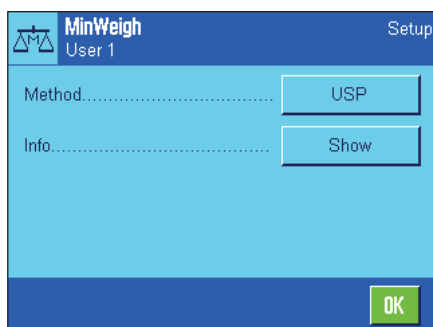 MinWeigh
Setup
User 1
Method.................................... USP
Info......................................... Show
OK